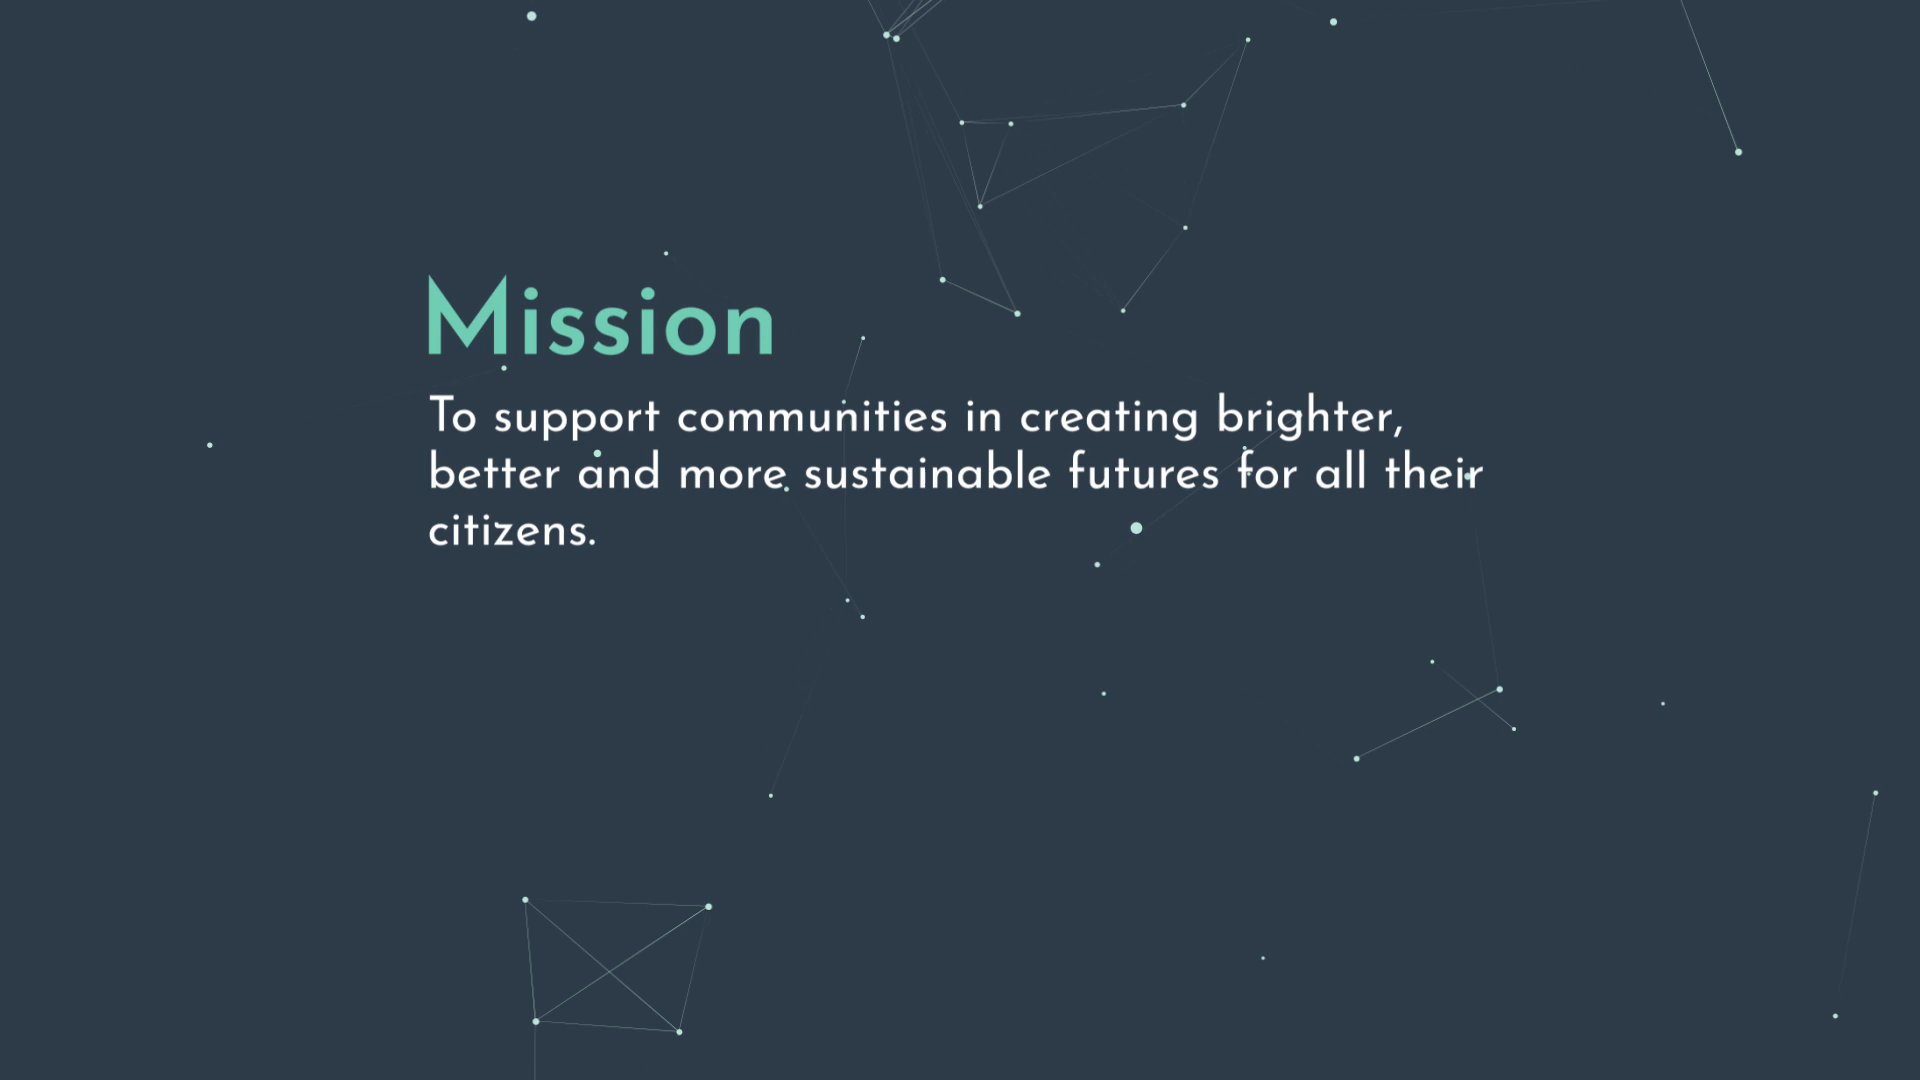 Mission
To support communities in creating brighter,
better and more sustainable futures for all their
citizens.